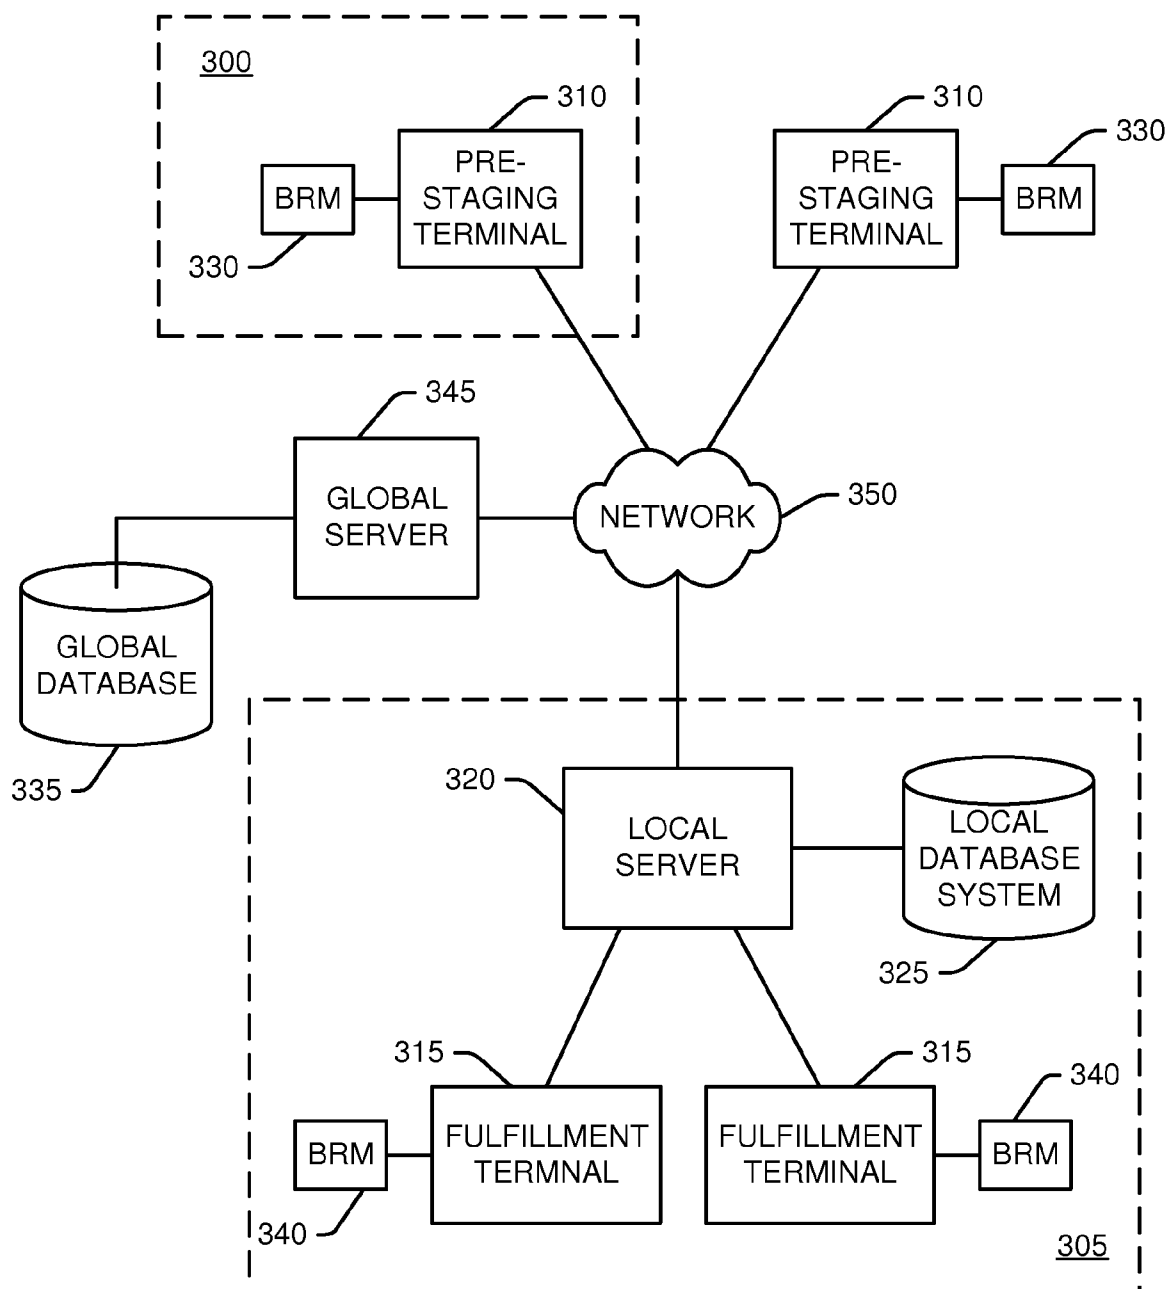 300
310
310
330
PRE-
STAGING
TERMINAL
BRM
PRE-
STAGING
TERMINAL
BRM
330
345
GLOBAL
SERVER
NETWORK
350
GLOBAL
DATABASE
335
320
LOCAL
SERVER
LOCAL
DATABASE
SYSTEM
325
315
315
340
BRM
FULFILLMENT
TERMNAL
FULFILLMENT
TERMINAL
BRM
340
305